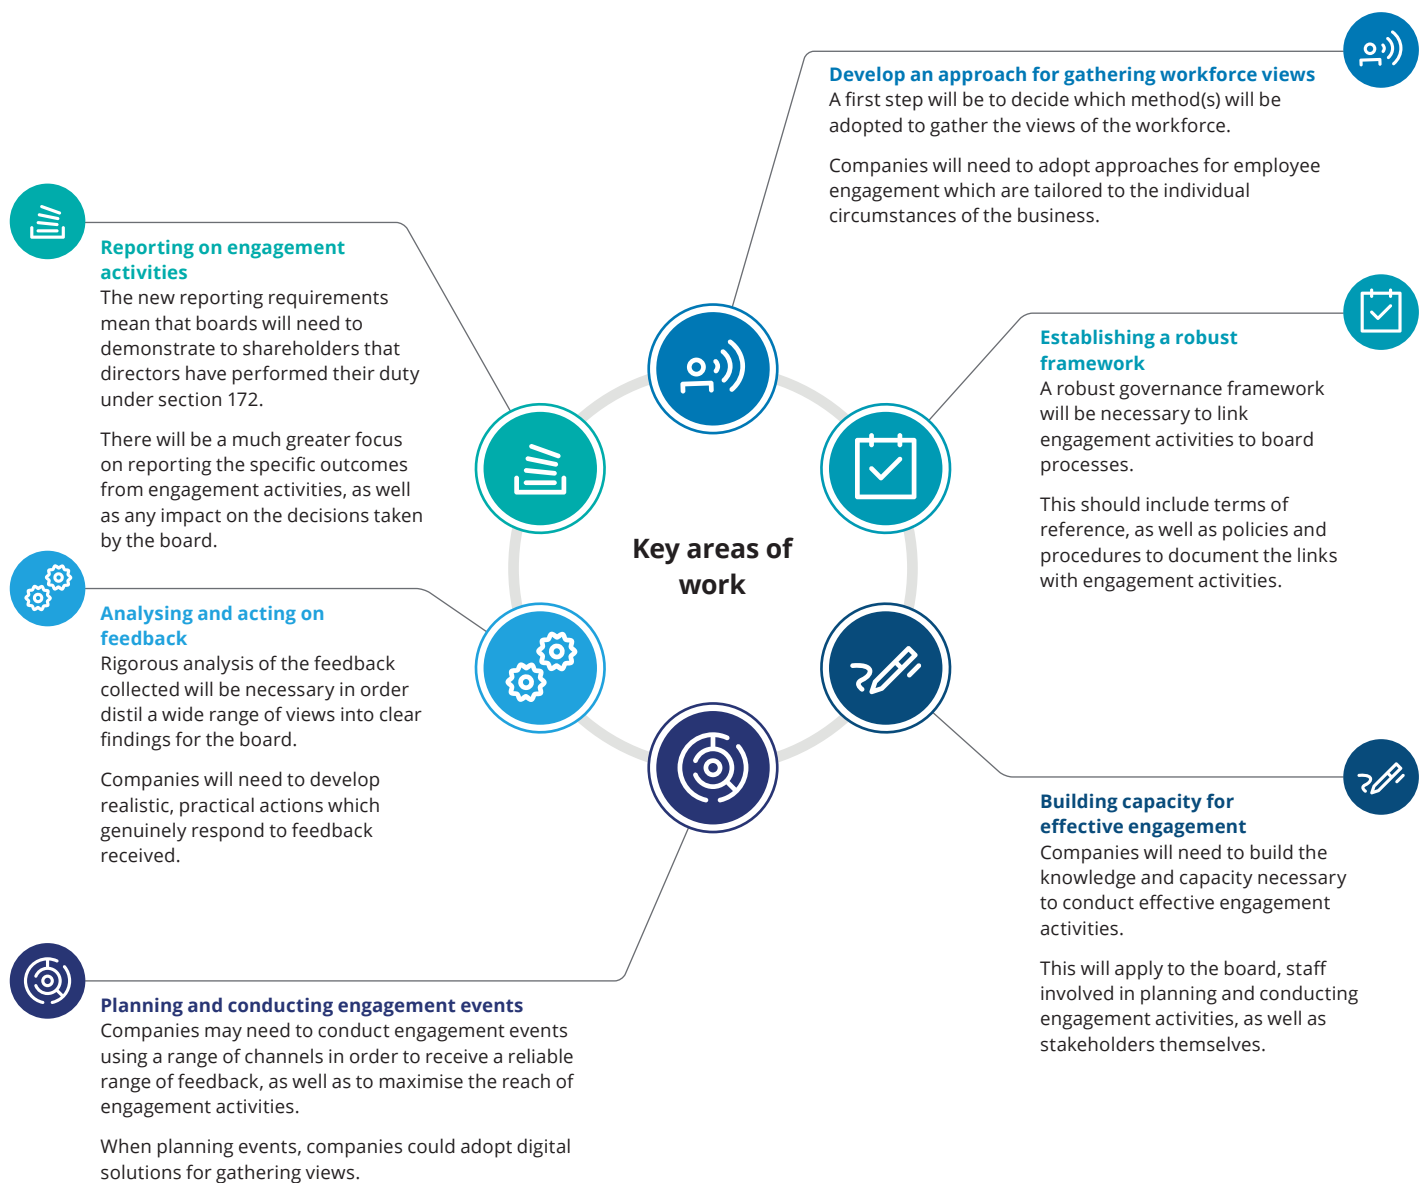 Develop an approach for gathering workforce views
A first step will be to decide which method(s) will be
adopted to gather the views of the workforce.
Companies will need to adopt approaches for employee
engagement which are tailored to the individual
circumstances of the business.
Establishing a robust
framework
A robust governance framework
will be necessary to link
engagement activities to board
processes.
This should include terms of
reference, as well as policies and
procedures to document the links
with engagement activities.
Building capacity for
effective engagement
Companies will need to build the
knowledge and capacity necessary
to conduct effective engagement
activities.
This will apply to the board, staff
involved in planning and conducting
engagement activities, as well as
stakeholders themselves.
Planning and conducting engagement events
Companies may need to conduct engagement events
using a range of channels in order to receive a reliable
range of feedback, as well as to maximise the reach of
engagement activities.
When planning events, companies could adopt digital
solutions for gathering views.
Analysing and acting on
feedback
Rigorous analysis of the feedback
collected will be necessary in order
distil a wide range of views into clear
findings for the board.
Companies will need to develop
realistic, practical actions which
genuinely respond to feedback
received.
Reporting on engagement
activities
The new reporting requirements
mean that boards will need to
demonstrate to shareholders that
directors have performed their duty
under section 172.
There will be a much greater focus
on reporting the specific outcomes
from engagement activities, as well
as any impact on the decisions taken
by the board.
Key areas of
work